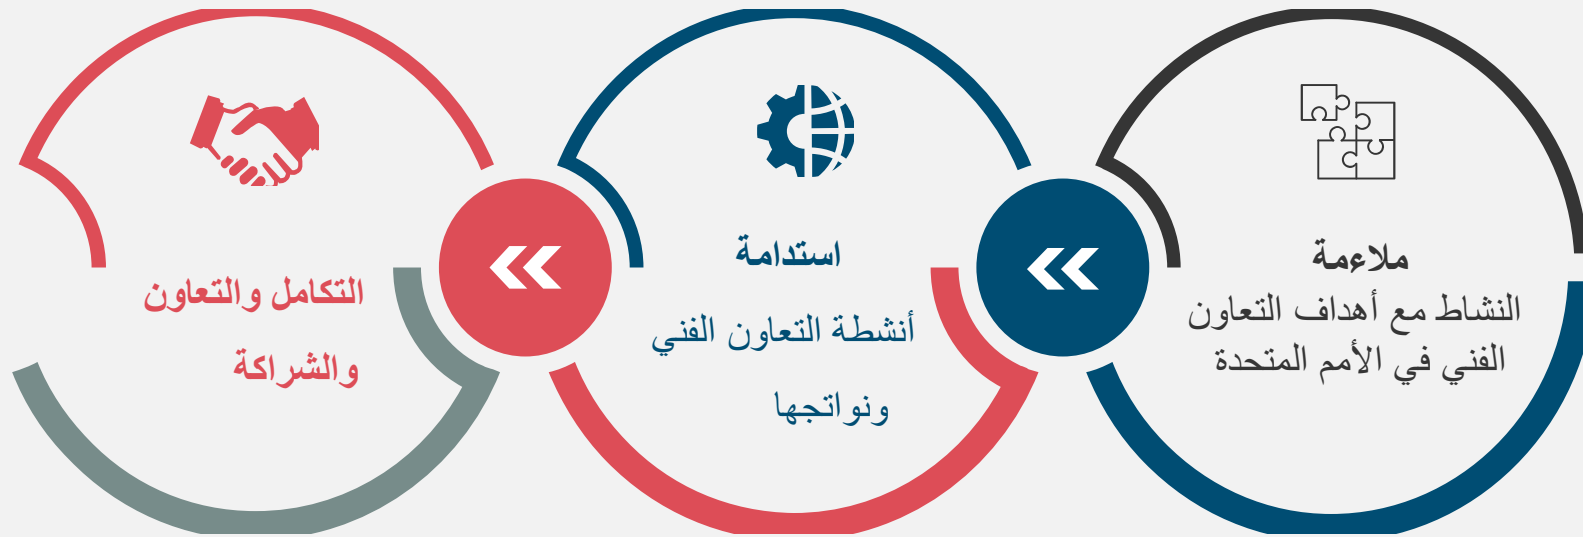 ملاءمة
النشاط مع أهداف التعاون
الفني في الأمم المتحدة
استدامة
أنشطة التعاون الفني
ونواتجها
التكامل والتعاون
والشراكة